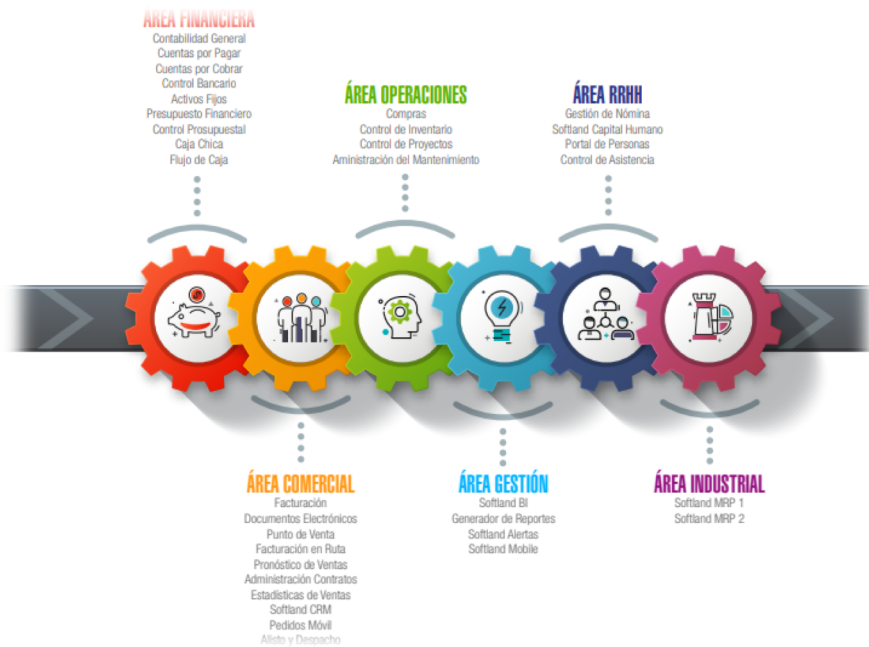 ÁREA FINANCIERA
Contabilidad General
Cuentas por Pagar
Cuentas por Cobrar
Control Bancario
Activos Fijos
Presupuesto Financiero
Control Prosupuestal
Caja Chica
Flujo de Caja
ÁREA OPERACIONES
Compras
Control de Inventario
Control de Proyectos
Aministración del Mantenimiento
ÁREA RRHH
Gestión de Nómina
Softland Capital Humano
Portal de Personas
Control de Asistencia
ÁREA COMERCIAL
Facturación
Documentos Electrónicos
Punto de Venta
Facturación en Ruta
Pronóstico de Ventas
Administración Contratos
Estadísticas de Ventas
Softland CRM
Pedidos Móvil
Alisto y Despacho
ÁREA GESTIÓN
Softland BI
Generador de Reportes
Softland Alertas
Softland Mobile
ÁREA INDUSTRIAL
Softland MRP 1
Softland MRP 2